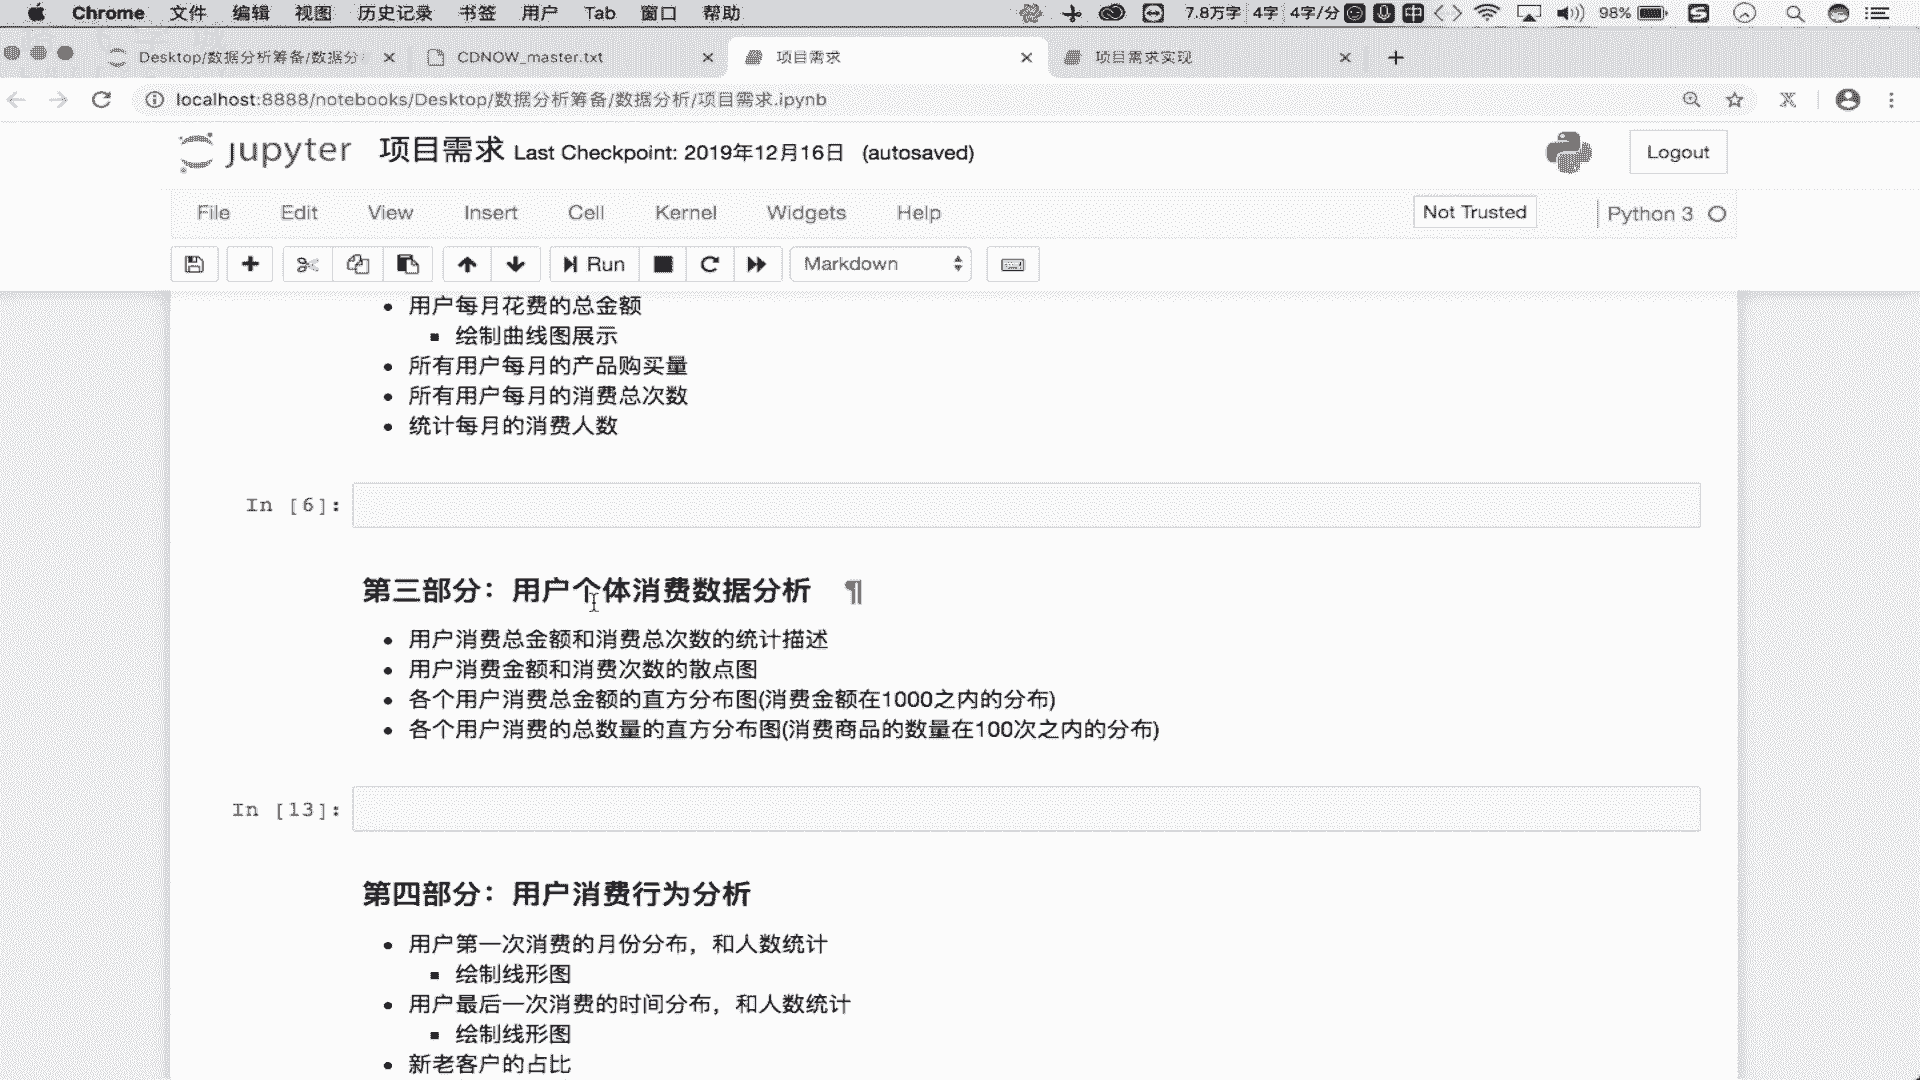 Chrome 文件 编辑 视图 历史记录 书签 用户 Tab 窗口 帮助 7.8万字 4字 4字/分 中 98%
Desktop/数据分析筹备/数据分 CDNOW_master.txt 项目需求 项目需求实现
localhost:8888/notebooks/Desktop/数据分析筹备/数据分析/项目需求.ipynb
jupyter 项目需求 Last Checkpoint: 2019年12月16日 (autosaved) Logout
File Edit View Insert Cell Kernel Widgets Help Not Trusted Python 3
Run Markdown
用户每月花费的总金额
绘制曲线图展示
所有用户每月的产品购买量
所有用户每月的消费总次数
统计每月的消费人数
In [6]:
第三部分：用户个体消费数据分析 ¶
用户消费总金额和消费总次数的统计描述
用户消费金额和消费次数的散点图
各个用户消费总金额的直方分布图(消费金额在1000之内的分布)
各个用户消费的总数量的直方分布图(消费商品的数量在100次之内的分布)
In [13]:
第四部分：用户消费行为分析
用户第一次消费的月份分布，和人数统计
绘制线形图
用户最后一次消费的时间分布，和人数统计
绘制线形图
新老客户的占比